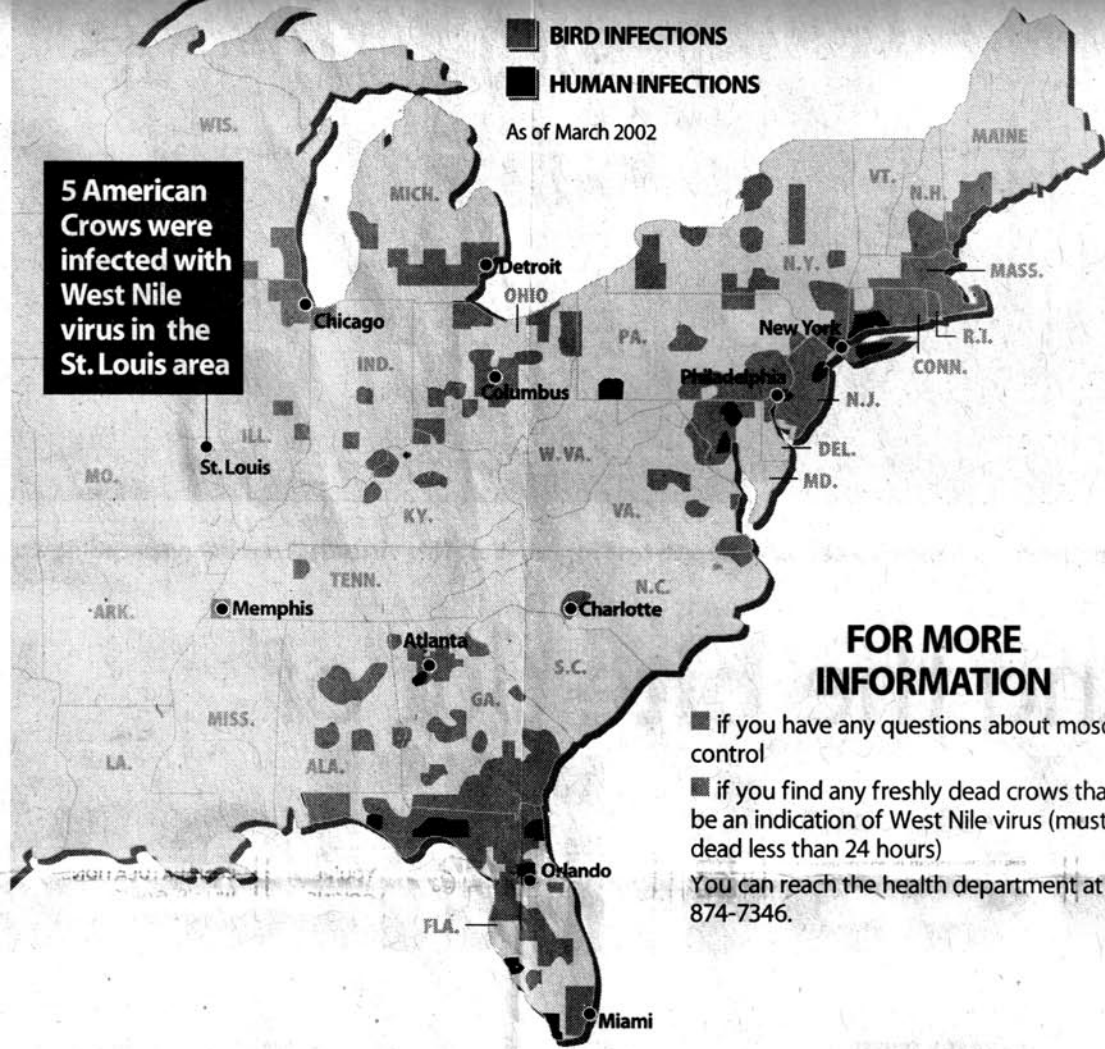 BIRD INFECTIONS
HUMAN INFECTIONS
As of March 2002
5 American
Crows were
infected with
West Nile
virus in the
St. Louis area
WIS.
MICH.
MAINE
VT.
N.H.
MASS.
N.Y.
R.I.
CONN.
Detroit
OHIO
Chicago
PA.
New York
IND.
Columbus
Philadelphia
N.J.
ILL.
St. Louis
W.VA.
DEL.
MD.
MO.
KY.
VA.
TENN.
N.C.
ARK.
Memphis
Charlotte
Atlanta
S.C.
GA.
MISS.
LA.
ALA.
Orlando
FLA.
Miami
FOR MORE
INFORMATION
if you have any questions about
control
if you find any freshly dead crows
be an indication of West Nile virus (must
dead less than 24 hours)
You can reach the health department at
874-7346.